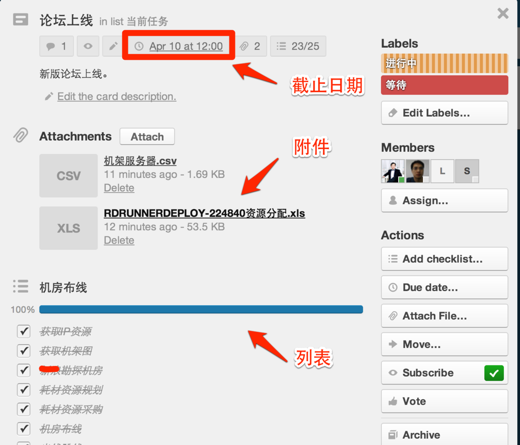 论坛上线 in list 当前任务
1 Apr 10 at 12:00 2 23/25
截止日期
新版论坛上线。
Edit the card description.
Attachments Attach
附件
CSV
机架服务器.csv
11 minutes ago - 1.69 KB
Delete
XLS
RDRUNNERDEPLOY-224840资源分配.xls
12 minutes ago - 53.5 KB
Delete
机房布线
100%
列表
获取IP资源
获取机架图
勘探机房
耗材资源规划
耗材资源采购
机房布线
Labels
进行中
等待
Edit Labels...
Members
L S
Assign...
Actions
Add checklist...
Due date...
Attach File...
Move...
Subscribe
Vote
Archive